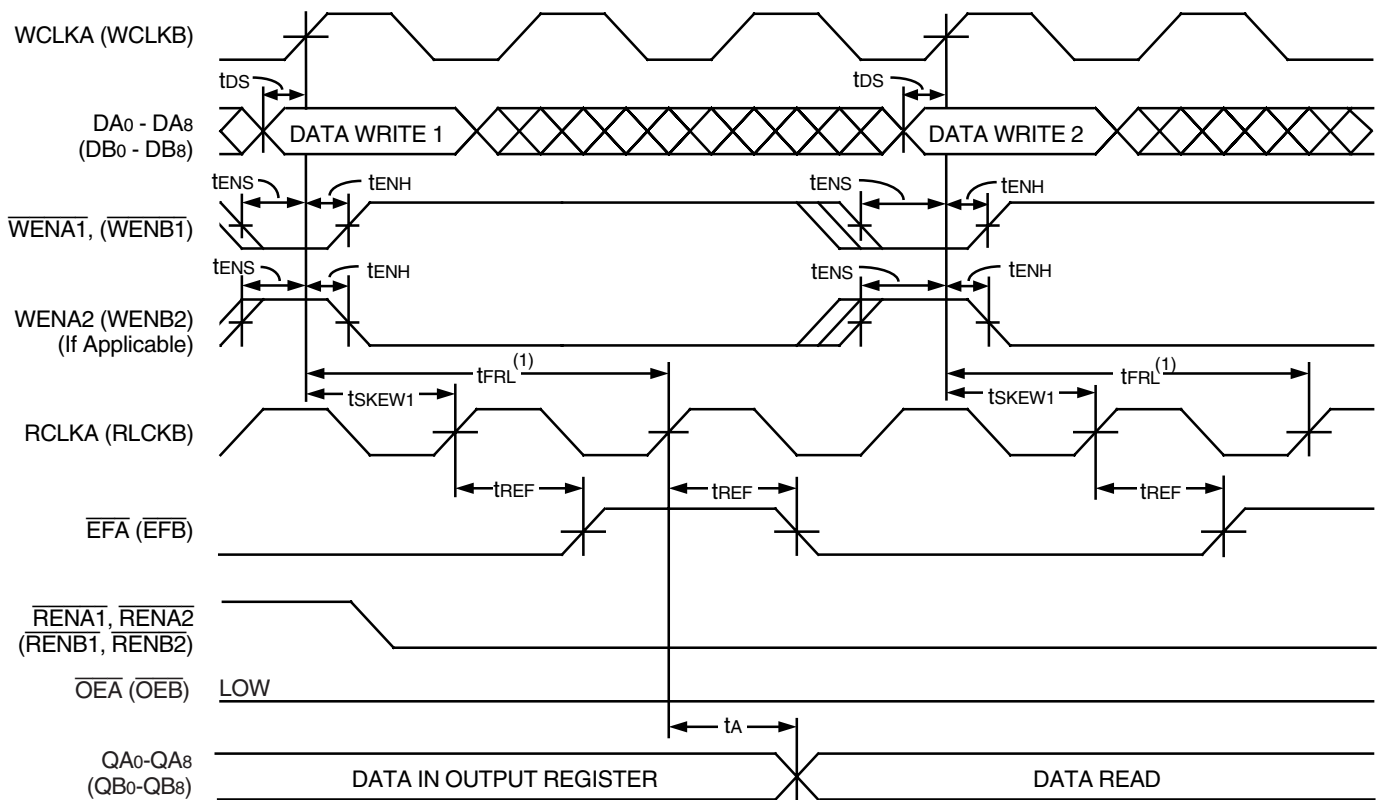 WCLKA (WCLKB)
tDS
tDS
DA0 - DA8
(DB0 - DB8)
DATA WRITE 1
DATA WRITE 2
tENS
tENH
tENS
tENH
WENA1, (WENB1)
tENS
tENH
tENS
tENH
WENA2 (WENB2)
(If Applicable)
tFRL(1)
tFRL(1)
tSKEW1
tSKEW1
RCLKA (RLCKB)
tREF
tREF
tREF
EFA (EFB)
RENA1, RENA2
(RENB1, RENB2)
OEA (OEB)
LOW
tA
QA0-QA8
(QB0-QB8)
DATA IN OUTPUT REGISTER
DATA READ